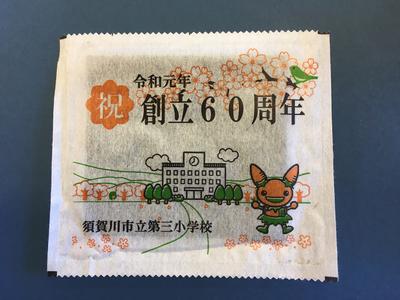 令和元年
祝
創立60周年
須賀川市立第三小学校